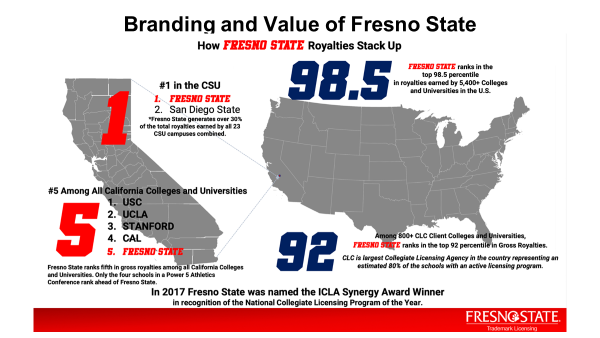 Branding and Value of Fresno State
How FRESNO STATE Royalties Stack Up
1
#1 in the CSU
1. FRESNO STATE
2. San Diego State
*Fresno State generates over 30%
of the total royalties earned by all 23
CSU campuses combined.
98.5
FRESNO STATE ranks in the
top 98.5 percentile
in royalties earned by 5,400+ Colleges
and Universities in the U.S.
#5 Among All California Colleges and Universities
5
1. USC
2. UCLA
3. STANFORD
4. CAL
5. FRESNO STATE
Fresno State ranks fifth in gross royalties among all California Colleges
and Universities. Only the four schools in a Power 5 Athletics
Conference rank ahead of Fresno State.
92
Among 800+ CLC Client Colleges and Universities,
FRESNO STATE ranks in the top 92 percentile in Gross Royalties.
CLC is largest Collegiate Licensing Agency in the country representing an
estimated 80% of the schools with an active licensing program.
In 2017 Fresno State was named the ICLA Synergy Award Winner
in recognition of the National Collegiate Licensing Program of the Year.
FRESNO STATE.
Trademark Licensing